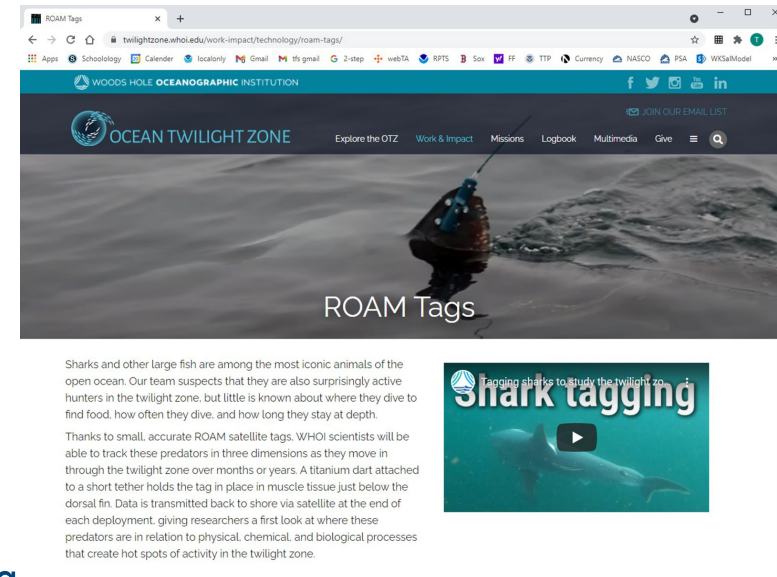 ROAM Tags
twilightzone.whoi.edu/work-impact/technology/roam-tags/
Apps Schoolology Calender localonly Gmail tfs gmail 2-step webTA RPTS Sox FF TTP Currency NASCO PSA WKSalModel »
WOODS HOLE OCEANOGRAPHIC INSTITUTION
JOIN OUR EMAIL LIST
OCEAN TWILIGHT ZONE Explore the OTZ Work & Impact Missions Logbook Multimedia Give
ROAM Tags
Sharks and other large fish are among the most iconic animals of the
open ocean. Our team suspects that they are also surprisingly active
hunters in the twilight zone, but little is known about where they dive to
find food, how often they dive, and how long they stay at depth.
Thanks to small, accurate ROAM satellite tags, WHOI scientists will be
able to track these predators in three dimensions as they move in
through the twilight zone over months or years. A titanium dart attached
to a short tether holds the tag in place in muscle tissue just below the
dorsal fin. Data is transmitted back to shore via satellite at the end of
each deployment, giving researchers a first look at where these
predators are in relation to physical, chemical, and biological processes
that create hot spots of activity in the twilight zone.
Tagging sharks to study the twilight zo...
Shark tagging